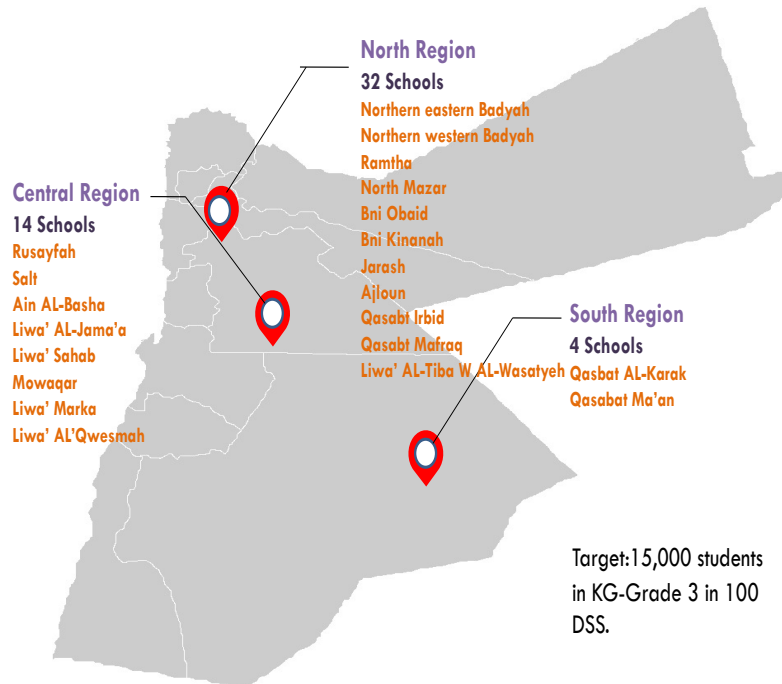 North Region
32 Schools
Northern eastern Badyah
Northern western Badyah
Ramtha
North Mazar
Bni Obaid
Bni Kinanah
Jarash
Ajloun
Qasabt Irbid
Qasabt Mafraq
Liwa' AL-Tiba W AL-Wasatyeh
Central Region
14 Schools
Rusayfah
Salt
Ain AL-Basha
Liwa' AL-Jama'a
Liwa' Sahab
Mowaqar
Liwa' Marka
Liwa' AL'Qwesmah
South Region
4 Schools
Qasbat AL-Karak
Qasabat Ma'an
Target:15,000 students
in KG-Grade 3 in 100
DSS.